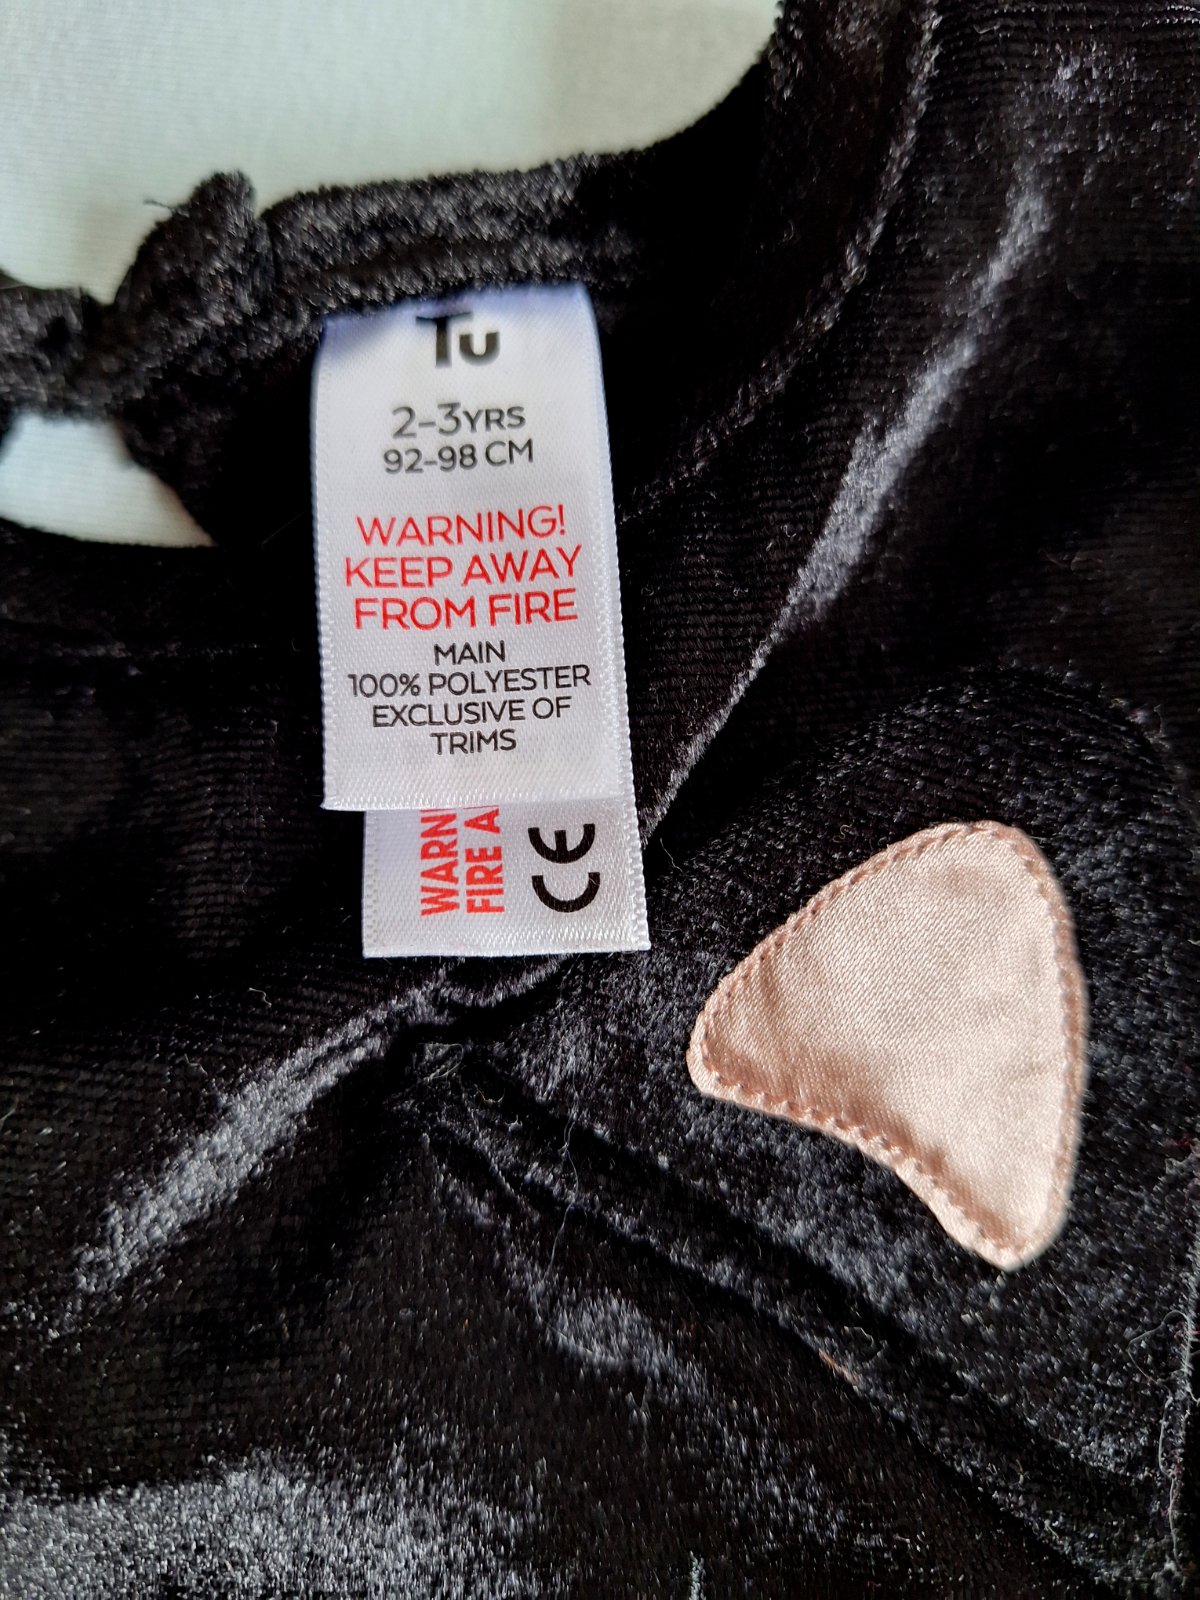 Tu
2-3YRS
92-98 CM
WARNING!
KEEP AWAY
FROM FIRE
MAIN
100% POLYESTER
EXCLUSIVE OF
TRIMS
FIRE
CE